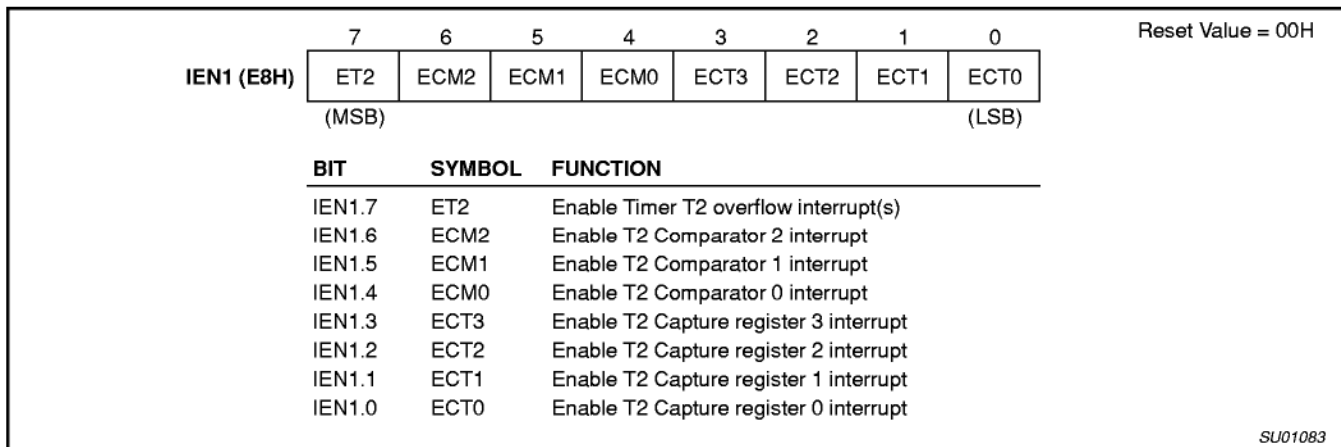 Reset Value = 00H
7 6 5 4 3 2 1 0
IEN1 (E8H) ET2 ECM2 ECM1 ECM0 ECT3 ECT2 ECT1 ECT0
(MSB) (LSB)
BIT SYMBOL FUNCTION
IEN1.7 ET2 Enable Timer T2 overflow interrupt(s)
IEN1.6 ECM2 Enable T2 Comparator 2 interrupt
IEN1.5 ECM1 Enable T2 Comparator 1 interrupt
IEN1.4 ECM0 Enable T2 Comparator 0 interrupt
IEN1.3 ECT3 Enable T2 Capture register 3 interrupt
IEN1.2 ECT2 Enable T2 Capture register 2 interrupt
IEN1.1 ECT1 Enable T2 Capture register 1 interrupt
IEN1.0 ECT0 Enable T2 Capture register 0 interrupt
SU01083